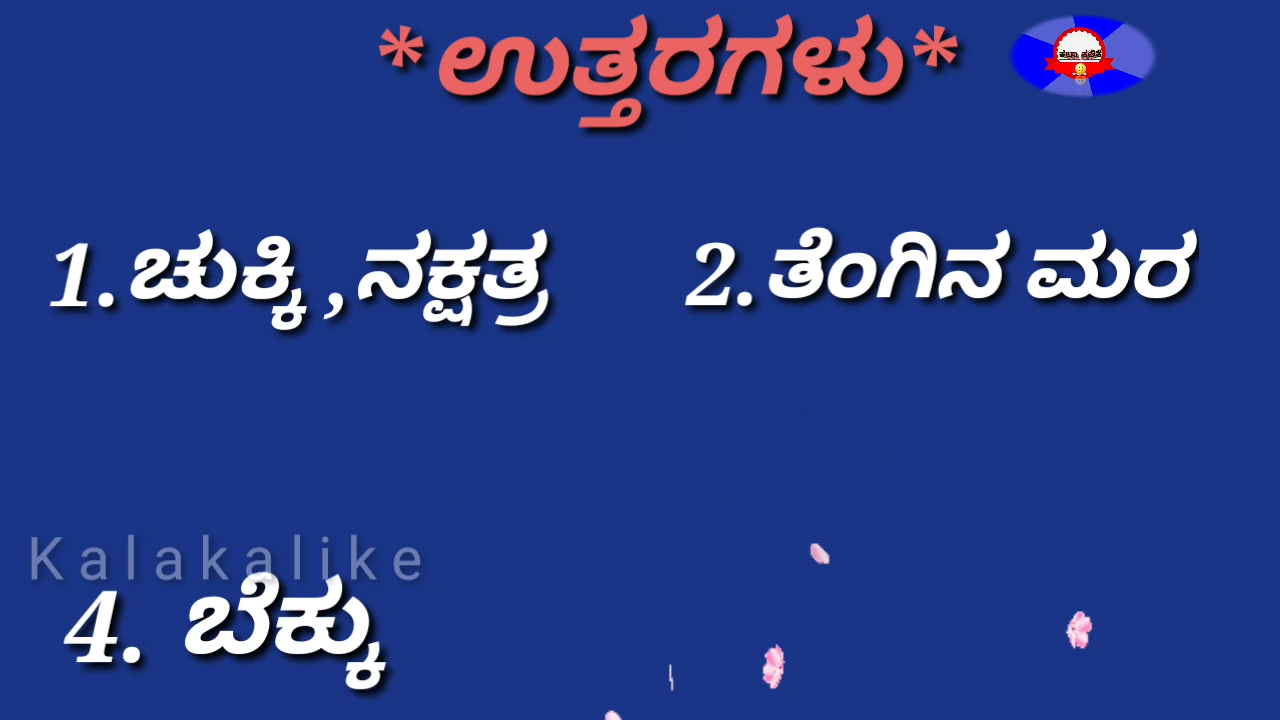 *ಉತ್ತರಗಳು*
1.ಚುಕ್ಕಿ ,ನಕ್ಷತ್ರ
2.ತೆಂಗಿನ ಮರ
Kalakalike
4. ಬೆಕ್ಕು